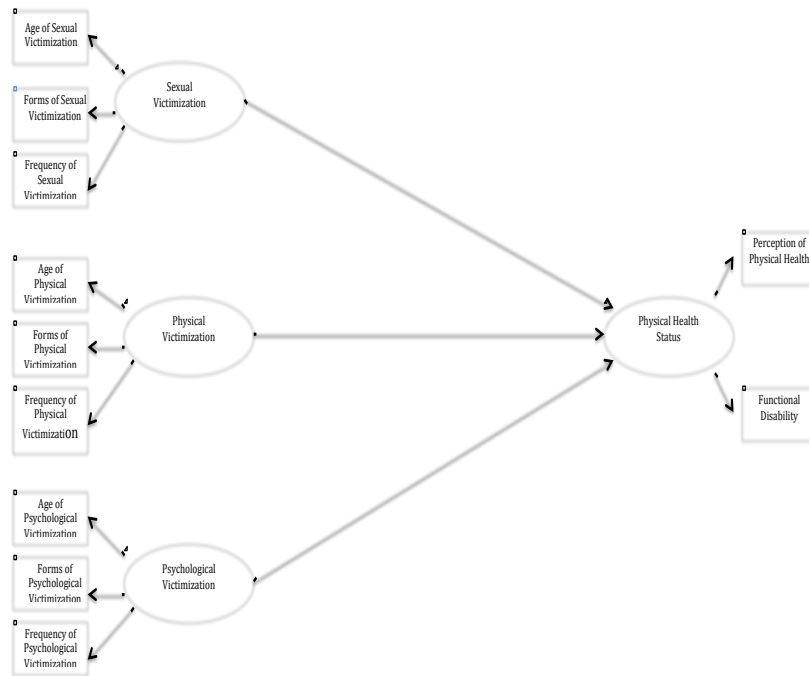 Age of Sexual
Victimization
Forms of Sexual
Victimization
Frequency of
Sexual
Victimization
Sexual
Victimization
Age of
Physical
Victimization
Forms of
Physical
Victimization
Frequency of
Physical
Victimization
Physical
Victimization
Age of
Psychological
Victimization
Forms of
Psychological
Victimization
Frequency of
Psychological
Victimization
Psychological
Victimization
Physical Health
Status
Perception of
Physical Health
Functional
Disability